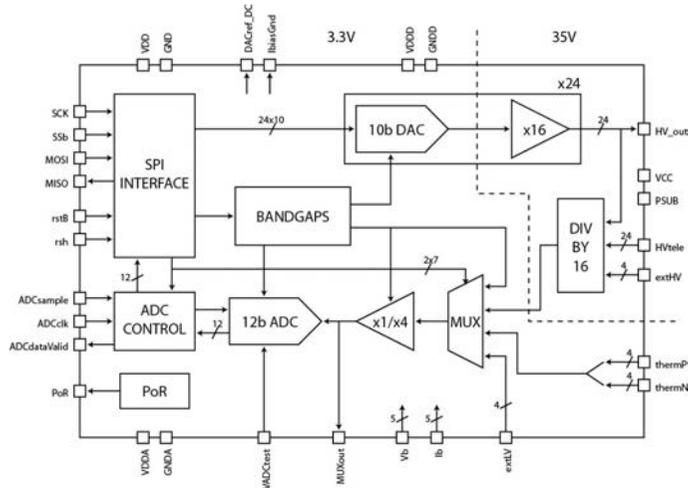 VDD
GND
DACref_DC
IbiasGnd
3.3V
VDDD
GNDD
35V
x24
SCK
SSb
MOSI
MISO
rstB
rsh
SPI
INTERFACE
24x10
10b DAC
x16
24
HV_out
VCC
PSUB
BANDGAPS
DIV
BY
16
24
HVtele
4
extHV
12
2x7
ADCsample
ADCclk
ADCdataValid
ADC
CONTROL
12
12b ADC
x1/x4
MUX
4
thermP
4
thermN
PoR
PoR
4
5
5
VDDA
GNDA
VADCtest
MUXout
Vb
Ib
extLV